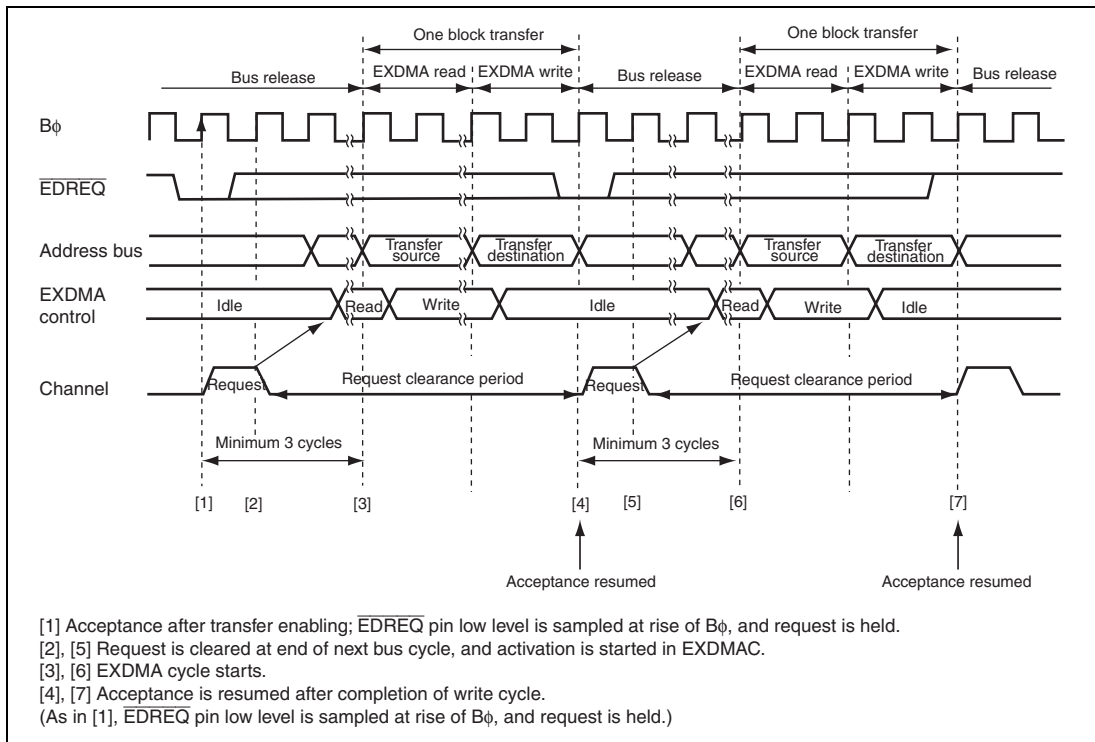 One block transfer One block transfer
Bus release EXDMA read EXDMA write Bus release EXDMA read EXDMA write Bus release
Bϕ
EDREQ
Address bus Transfer source Transfer destination Transfer source Transfer destination
EXDMA control Idle Read Write Idle Read Write Idle
Channel Request Request clearance period Request Request clearance period
Minimum 3 cycles Minimum 3 cycles
[1] [2] [3] [4] [5] [6] [7]
Acceptance resumed Acceptance resumed
[1] Acceptance after transfer enabling; EDREQ pin low level is sampled at rise of Bϕ, and request is held.
[2], [5] Request is cleared at end of next bus cycle, and activation is started in EXDMAC.
[3], [6] EXDMA cycle starts.
[4], [7] Acceptance is resumed after completion of write cycle.
(As in [1], EDREQ pin low level is sampled at rise of Bϕ, and request is held.)